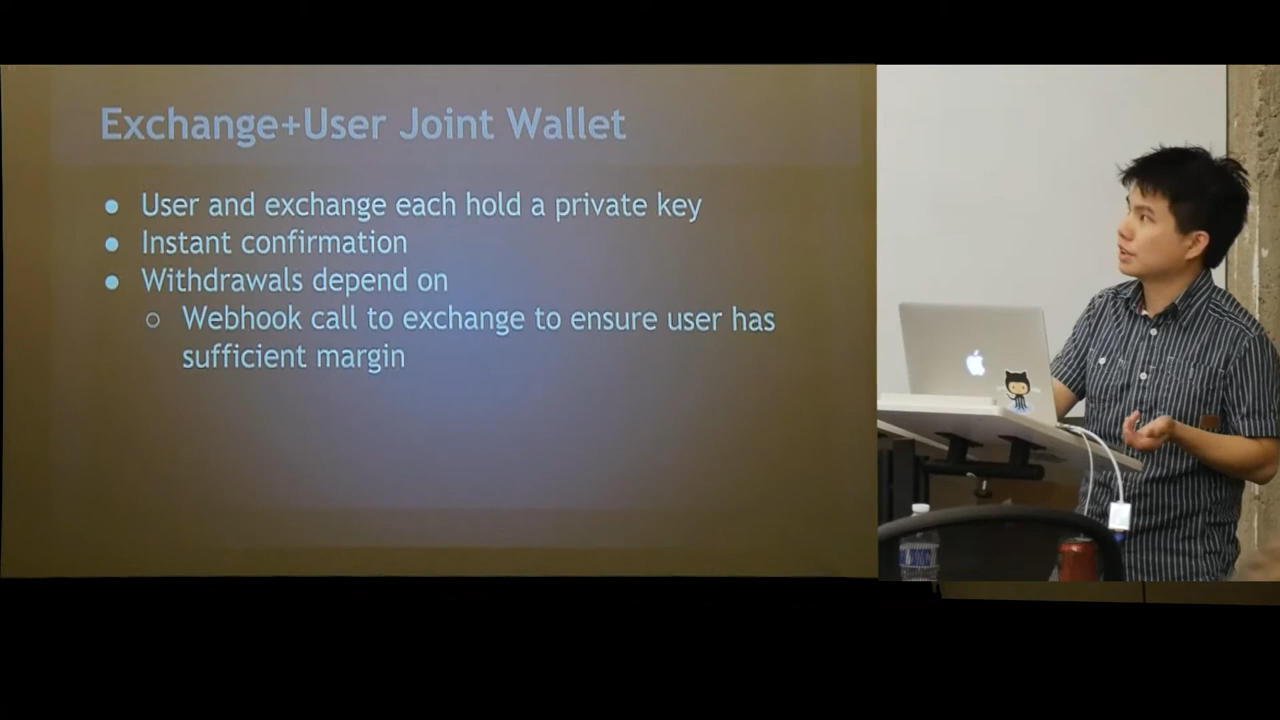 Exchange+User Joint Wallet
● User and exchange each hold a private key
● Instant confirmation
● Withdrawals depend on
○ Webhook call to exchange to ensure user has
sufficient margin